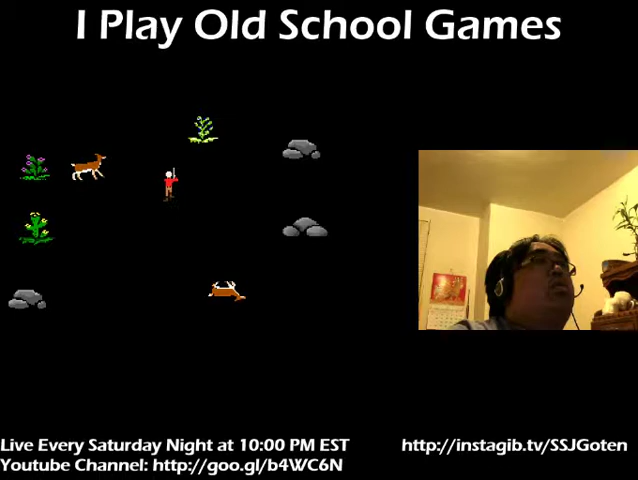 I Play Old School Games
Live Every Saturday Night at 10:00 PM EST
http://instagib.tv/SSJGoten
Youtube Channel: http://goo.gl/b4WC6N